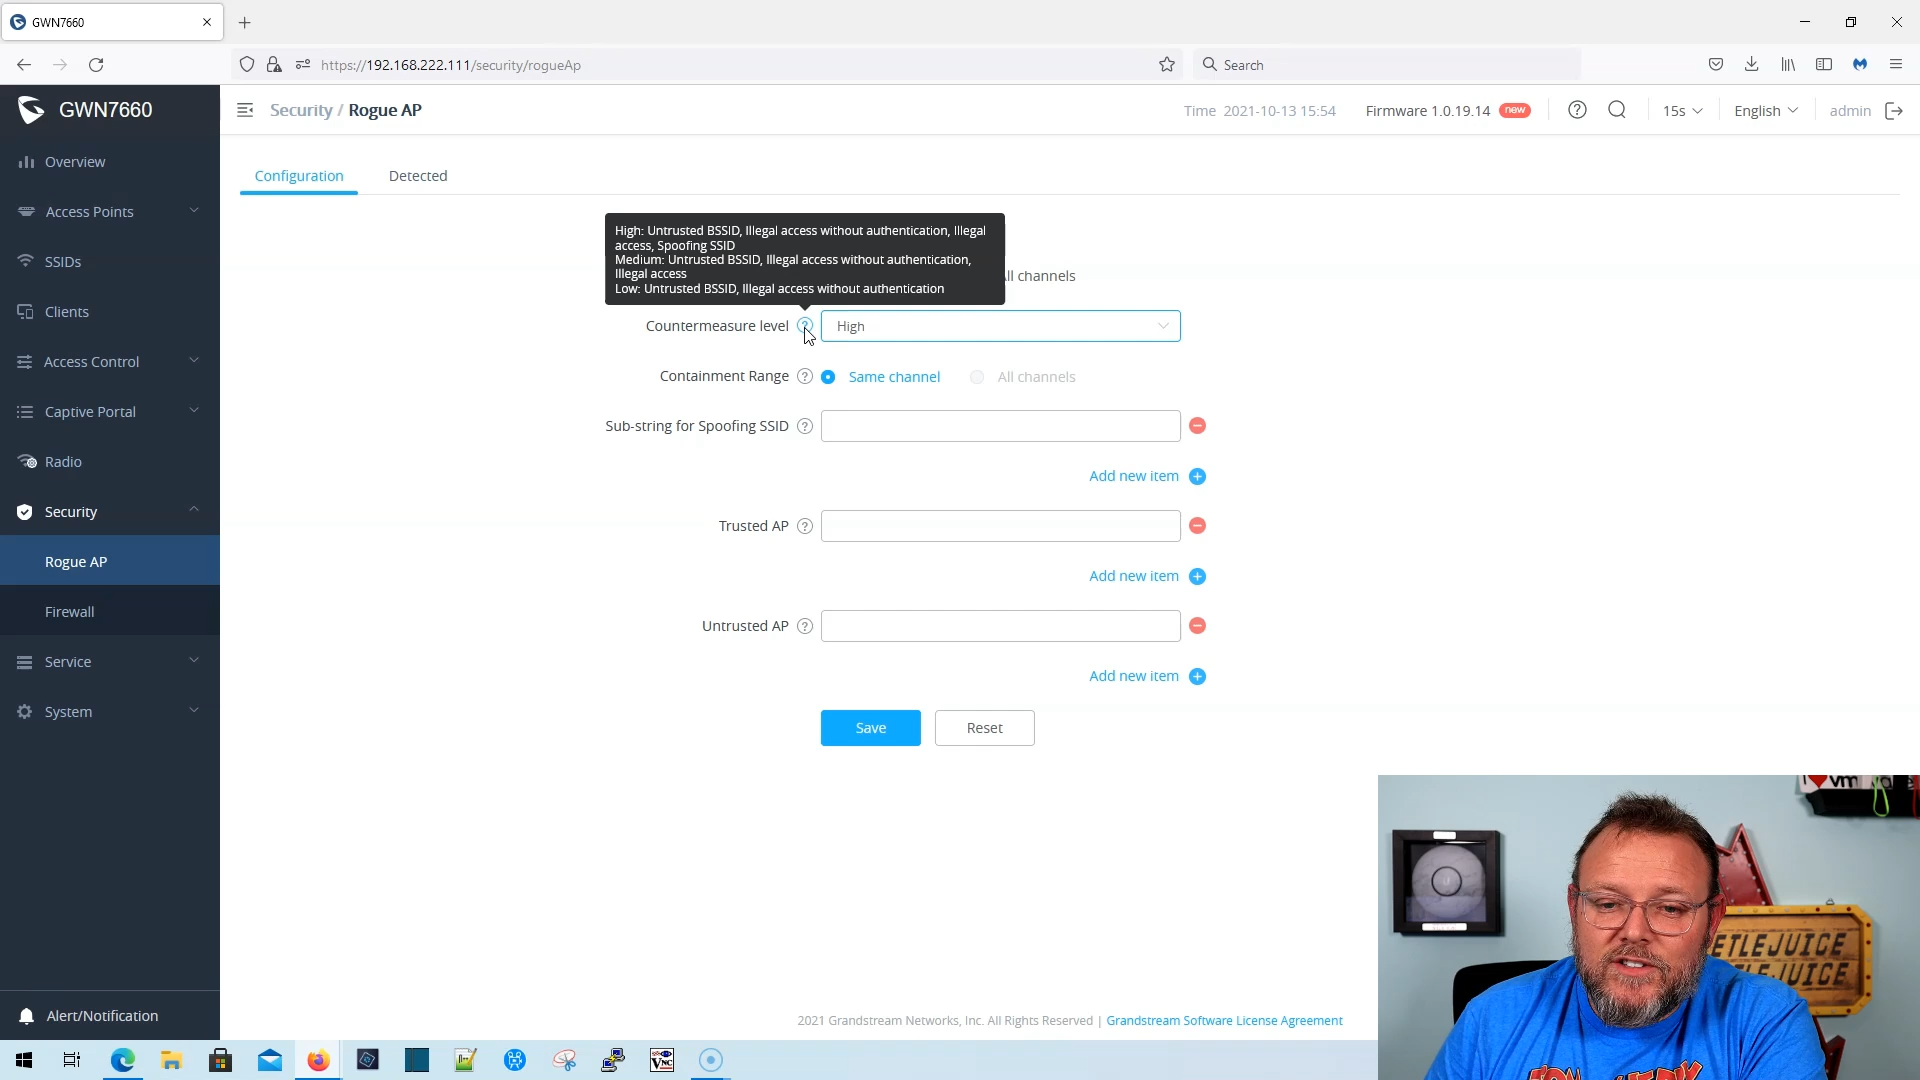 GWN7660
https://192.168.222.111/security/rogueAp
Search
GWN7660
Security / Rogue AP
Time 2021-10-13 15:54
Firmware 1.0.19.14 new
15s
English
admin
Overview
Access Points
SSIDs
Clients
Access Control
Captive Portal
Radio
Security
Rogue AP
Firewall
Service
System
Alert/Notification
Configuration
Detected
High: Untrusted BSSID, Illegal access without authentication, Illegal
access, Spoofing SSID
Medium: Untrusted BSSID, Illegal access without authentication,
Illegal access
Low: Untrusted BSSID, Illegal access without authentication
ll channels
Countermeasure level ? High
Containment Range ? Same channel All channels
Sub-string for Spoofing SSID ?
Add new item
Trusted AP ?
Add new item
Untrusted AP ?
Add new item
Save
Reset
2021 Grandstream Networks, Inc. All Rights Reserved | Grandstream Software License Agreement
vm
ETLEJUICE
TLEJUICE
VNC